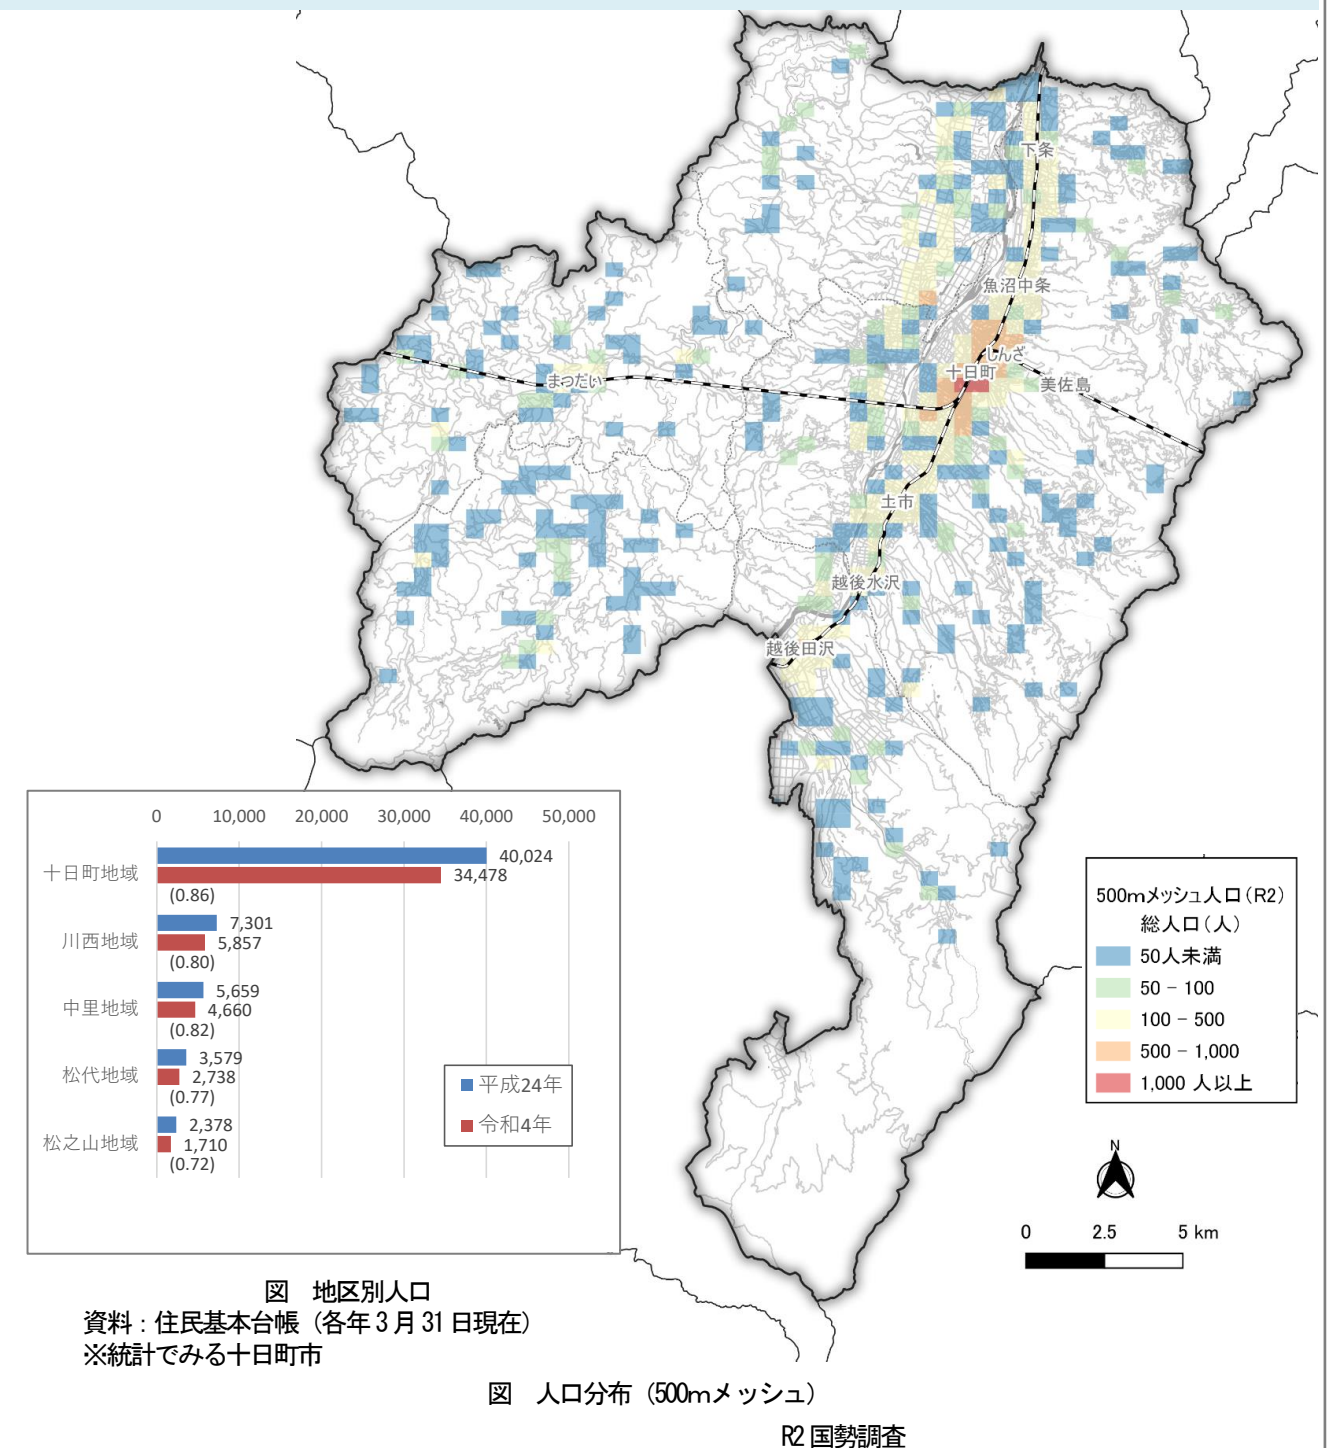 下条
魚沼中条
しんざ
十日町
美佐島
まつだい
土市
越後水沢
越後田沢
0 10,000 20,000 30,000 40,000 50,000
十日町地域 40,024
34,478
(0.86)
川西地域 7,301
5,857
(0.80)
中里地域 5,659
4,660
(0.82)
松代地域 3,579
2,738
(0.77)
松之山地域 2,378
1,710
(0.72)
平成24年
令和4年
500mメッシュ人口(R2)
総人口(人)
50人未満
50 - 100
100 - 500
500 - 1,000
1,000 人以上
N
0 2.5 5 km
図 地区別人口
資料:住民基本台帳(各年3月31日現在)
※統計でみる十日町市
図 人口分布(500mメッシュ)
R2 国勢調査